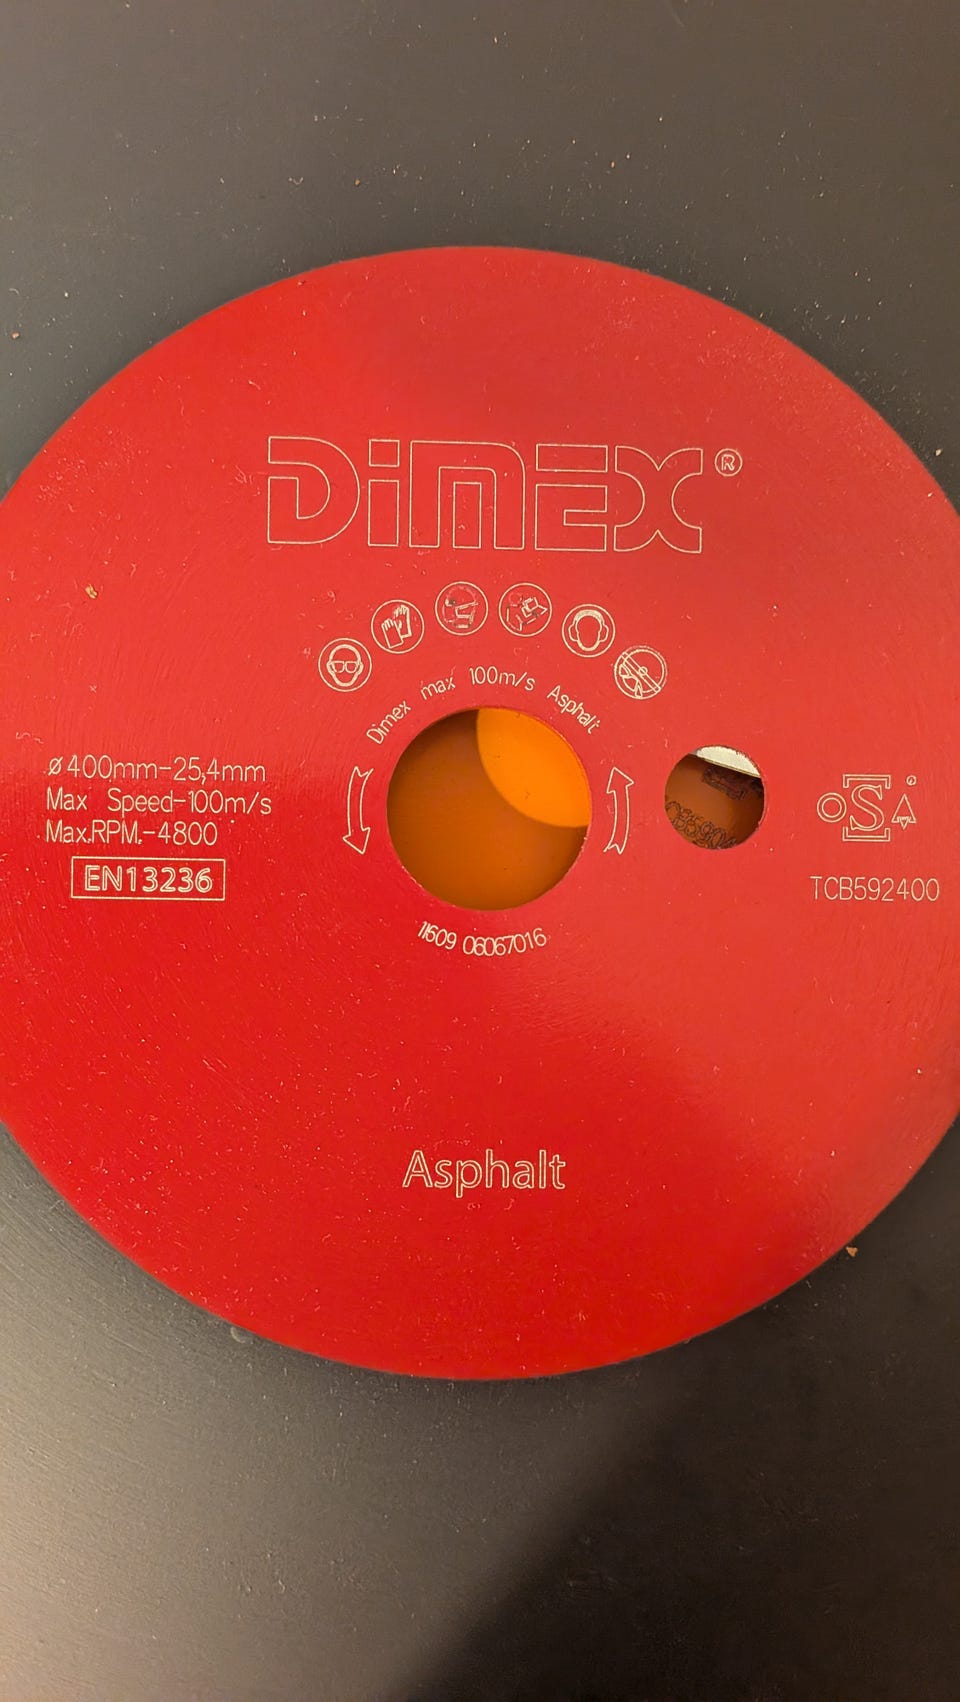 DiMEX®
Dimex max 100m/s Asphalt
ø400mm-25,4mm
Max Speed-100m/s
Max.RPM.-4800
EN13236
oSA
TCB592400
11609 06067016
Asphalt